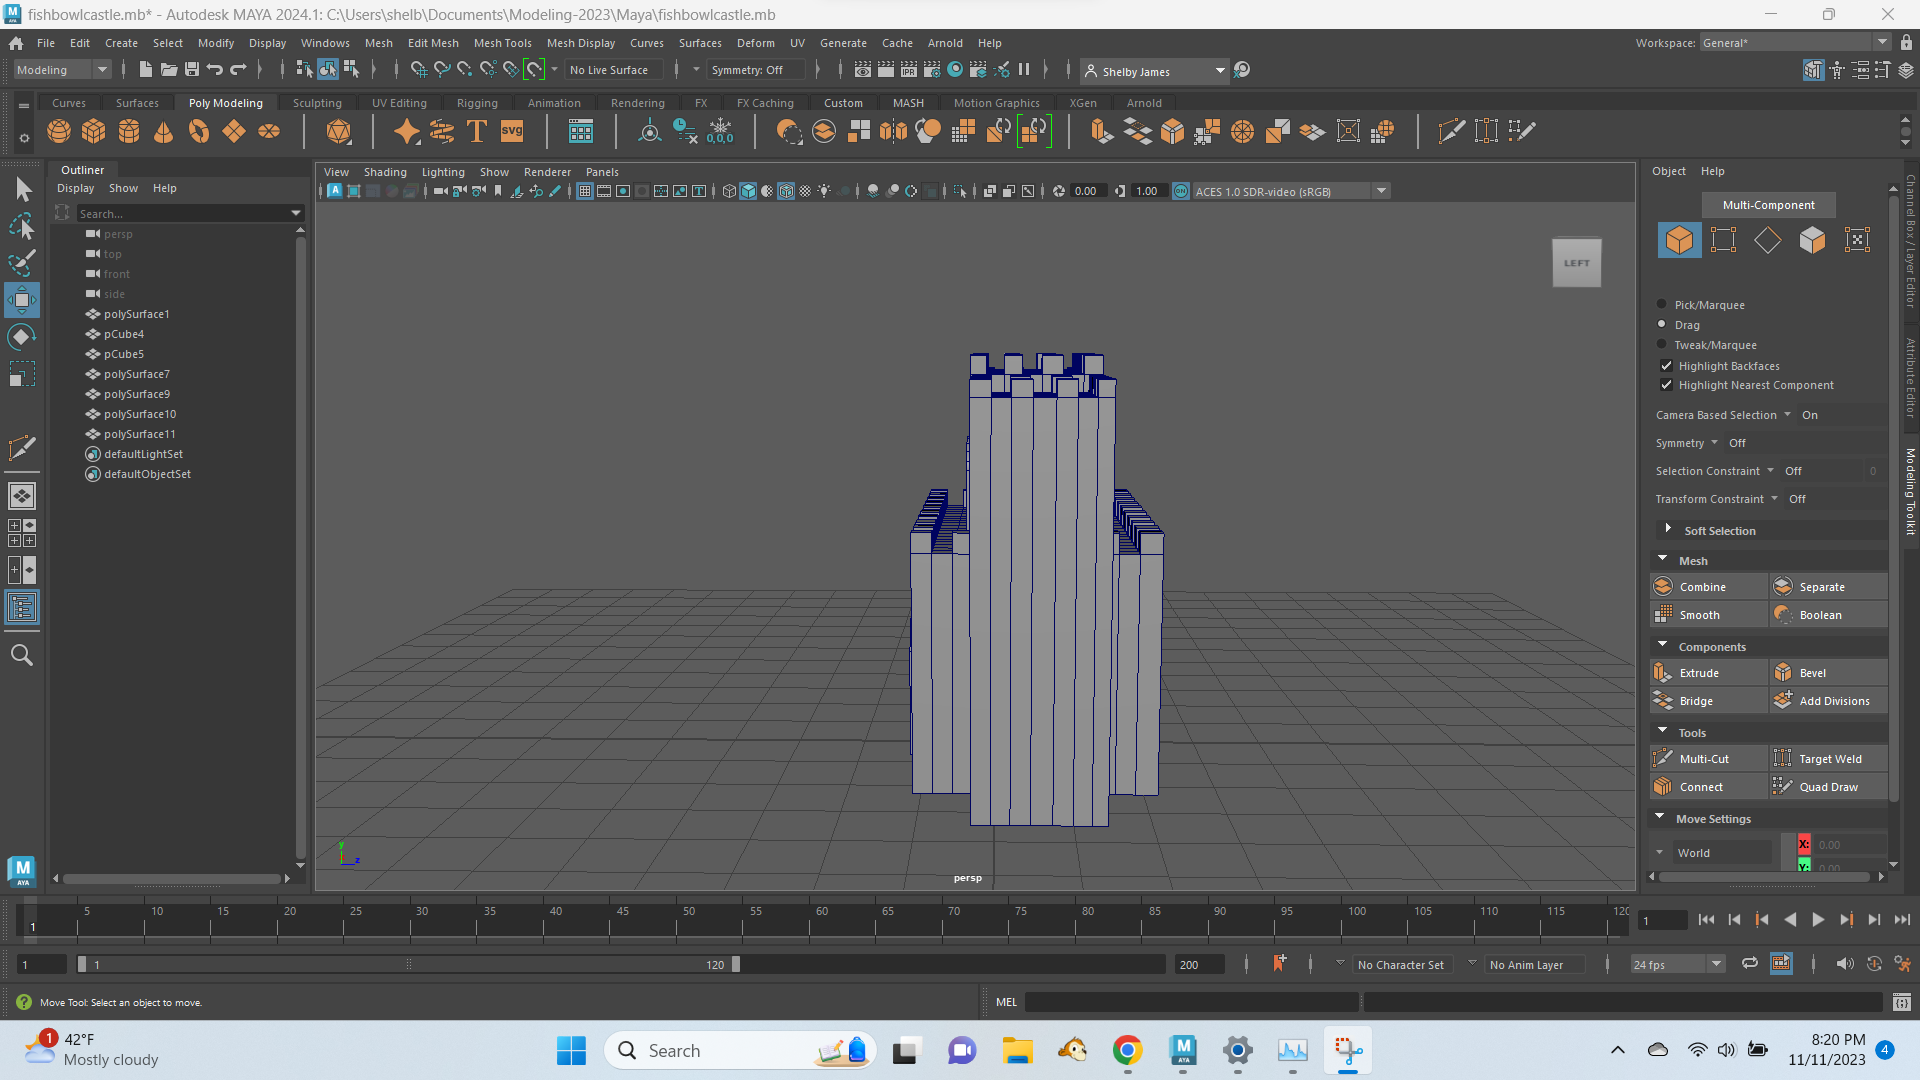 fishbowlcastle.mb* - Autodesk MAYA 2024.1: C:\Users\shelb\Documents\Modeling-2023\Maya\fishbowlcastle.mb
File Edit Create Select Modify Display Windows Mesh Edit Mesh Mesh Tools Mesh Display Curves Surfaces Deform UV Generate Cache Arnold Help
Workspace: General*
Modeling
No Live Surface
Symmetry: Off
IPR
Shelby James
Curves Surfaces Poly Modeling Sculpting UV Editing Rigging Animation Rendering FX FX Caching Custom MASH Motion Graphics XGen Arnold
SVG
0,0,0
Outliner
Display Show Help
Search...
persp
top
front
side
polySurface1
pCube4
pCube5
polySurface7
polySurface9
polySurface10
polySurface11
defaultLightSet
defaultObjectSet
View Shading Lighting Show Renderer Panels
0.00
1.00
ON
ACES 1.0 SDR-video (sRGB)
LEFT
y
z
persp
Object Help
Multi-Component
Pick/Marquee
Drag
Tweak/Marquee
Highlight Backfaces
Highlight Nearest Component
Camera Based Selection On
Symmetry Off
Selection Constraint Off 0
Transform Constraint Off
Soft Selection
Mesh
Combine Separate
Smooth Boolean
Components
Extrude Bevel
Bridge Add Divisions
Tools
Multi-Cut Target Weld
Connect Quad Draw
Move Settings
World
X: 0.00
Y: 0.00
Channel Box / Layer Editor
Attribute Editor
Modeling Toolkit
M
AYA
1
5 10 15 20 25 30 35 40 45 50 55 60 65 70 75 80 85 90 95 100 105 110 115 120
1
1
1
120
200
No Character Set
No Anim Layer
24 fps
Move Tool: Select an object to move.
MEL
1
42°F
Mostly cloudy
Search
M
AYA
8:20 PM
11/11/2023
4